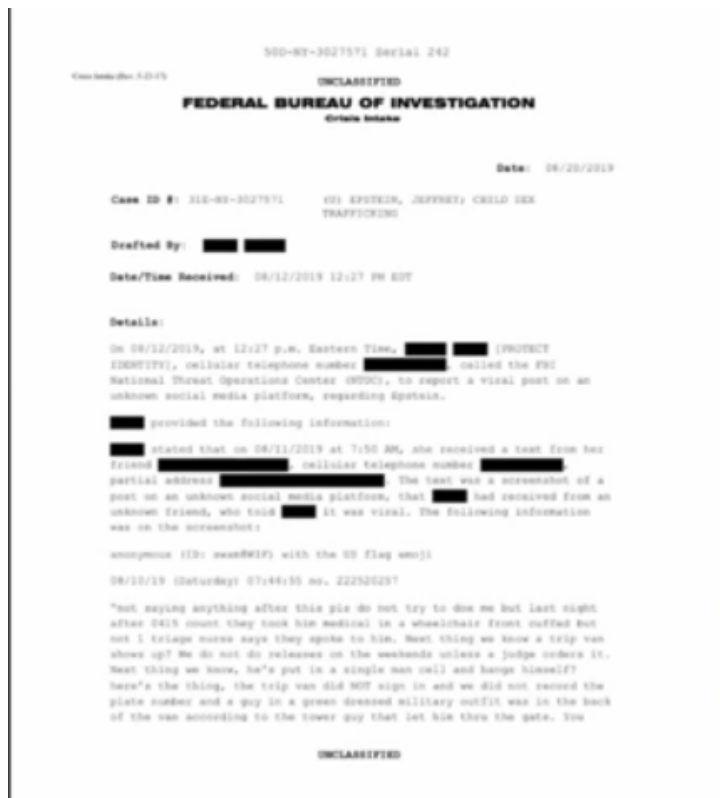 50D-NY-3027571 Serial 242
UNCLASSIFIED
FEDERAL BUREAU OF INVESTIGATION
Crisis Intake
Date: 08/20/2019
Case ID #: 31E-NY-3027571 (U) EPSTEIN, JEFFREY; CHILD SEX
TRAFFICKING
Drafted By:
Date/Time Received: 08/12/2019 12:27 PM EDT
Details:
On 08/12/2019, at 12:27 p.m. Eastern Time, [PROTECT
IDENTITY], cellular telephone number , called the FBI
National Threat Operations Center (NTOC), to report a viral post on an
unknown social media platform, regarding Epstein.
provided the following information:
stated that on 08/11/2019 at 7:50 AM, she received a text from her
friend , cellular telephone number ,
partial address . The text was a screenshot of a
post on an unknown social media platform, that had received from an
unknown friend, who told it was viral. The following information
was on the screenshot:
anonymous (ID: ) with the US flag emoji
08/10/19 (Saturday) 07:44:55 no. 222520257
"not saying anything after this pls do not try to dox me but last night
after 0415 count they took him medical in a wheelchair front cuffed but
not 1 triage nurse says they spoke to him. Next thing we know a trip van
shows up? We do not do releases on the weekends unless a judge orders it.
Next thing we know, he's put in a single man cell and hangs himself?
here's the thing, the trip van did NOT sign in and we did not record the
plate number and a guy in a green dressed military outfit was in the back
of the van according to the tower guy that let him thru the gate. You
UNCLASSIFIED